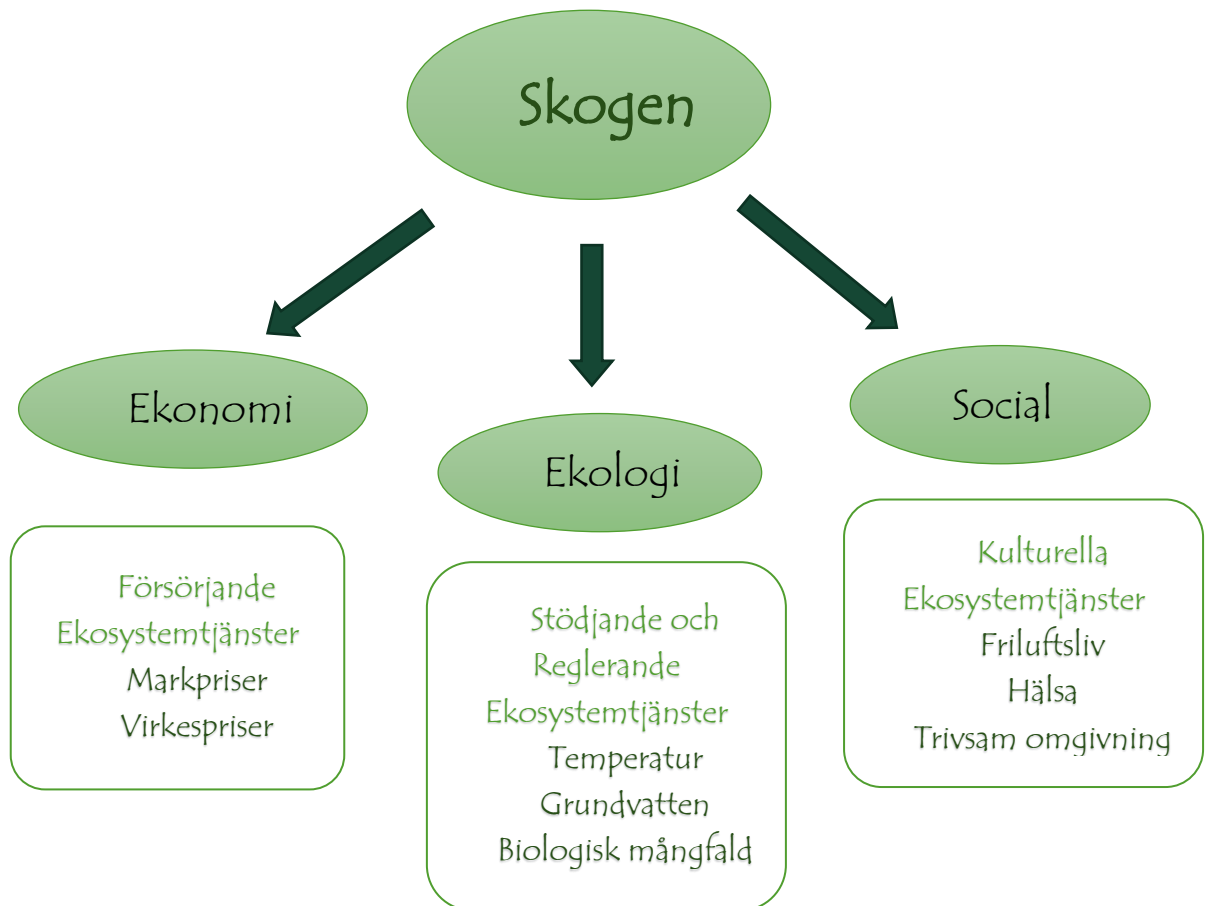 Skogen
Ekonomi
Försörjande
Ekosystemtjänster
Markpriser
Virkespriser
Ekologi
Stödjande och
Reglerande
Ekosystemtjänster
Temperatur
Grundvatten
Biologisk mångfald
Social
Kulturella
Ekosystemtjänster
Friluftsliv
Hälsa
Trivsam omgivning